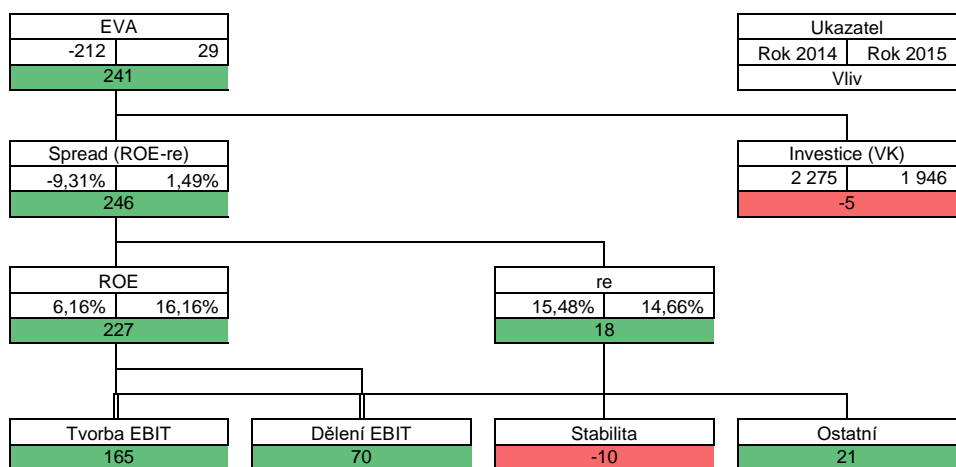 EVA
-212 29
241
Ukazatel
Rok 2014 Rok 2015
Vliv
Spread (ROE-re)
-9,31% 1,49%
246
Investice (VK)
2 275 1 946
-5
ROE
6,16% 16,16%
227
re
15,48% 14,66%
18
Tvorba EBIT
165
Dělení EBIT
70
Stabilita
-10
Ostatní
21